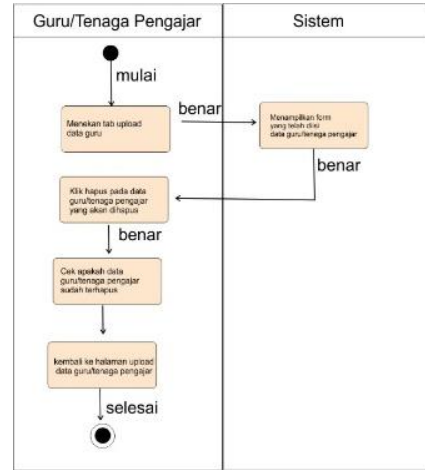 Guru/Tenaga Pengajar
Sistem
mulai
Menekan tab upload
data guru
benar
Menampilkan form
yang telah diisi
data guru/tenaga pengajar
benar
Klik hapus pada data
guru/tenaga pengajar
yang akan dihapus
benar
Cek apakah data
guru/tenaga pengajar
sudah terhapus
kembali ke halaman upload
data guru/tenaga pengajar
selesai